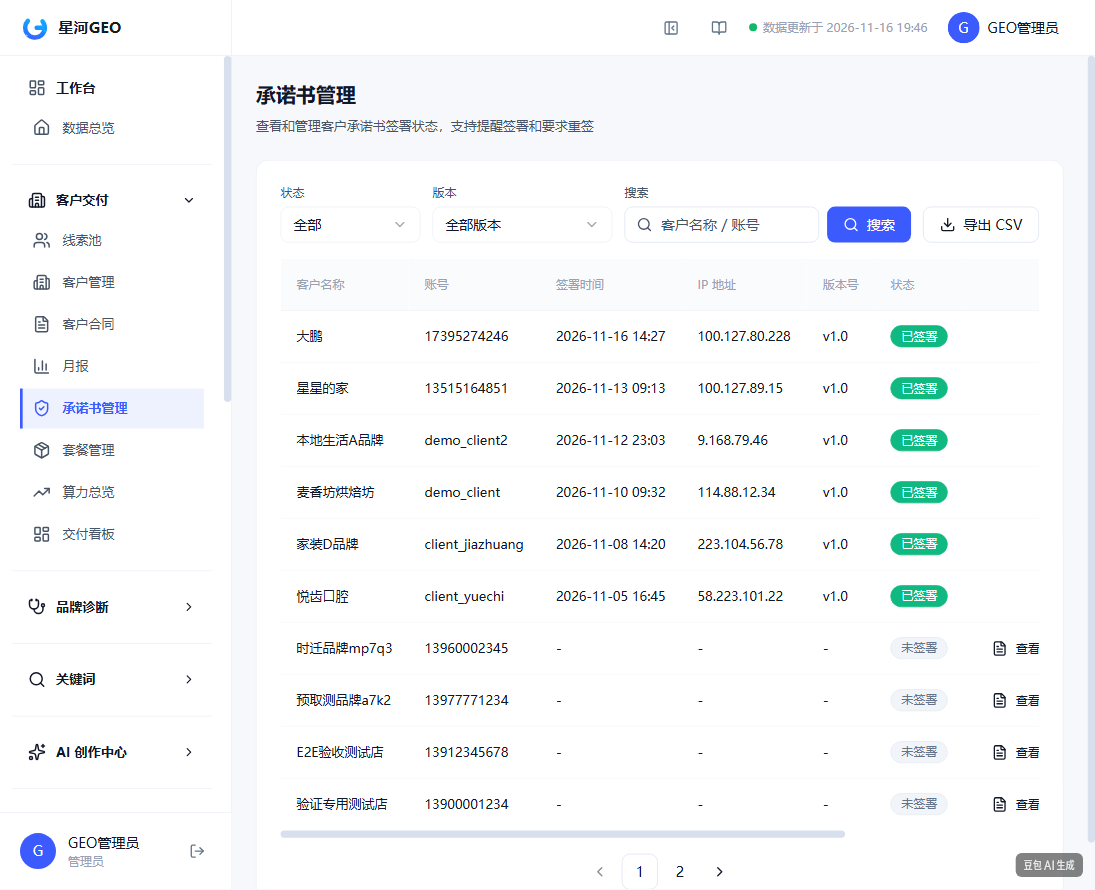 星河GEO
数据更新于 2026-11-16 19:46
G
GEO管理员
工作台
数据总览
客户交付
线索池
客户管理
客户合同
月报
承诺书管理
套餐管理
算力总览
交付看板
品牌诊断
关键词
AI 创作中心
G
GEO管理员
管理员
承诺书管理
查看和管理客户承诺书签署状态，支持提醒签署和要求重签
状态 版本 搜索
全部 全部版本 客户名称 / 账号 搜索 导出 CSV
客户名称 账号 签署时间 IP 地址 版本号 状态
大鹏 17395274246 2026-11-16 14:27 100.127.80.228 v1.0 已签署
星星的家 13515164851 2026-11-13 09:13 100.127.89.15 v1.0 已签署
本地生活A品牌 demo_client2 2026-11-12 23:03 9.168.79.46 v1.0 已签署
麦香坊烘焙坊 demo_client 2026-11-10 09:32 114.88.12.34 v1.0 已签署
家装D品牌 client_jiazhuang 2026-11-08 14:20 223.104.56.78 v1.0 已签署
悦齿口腔 client_yuechi 2026-11-05 16:45 58.223.101.22 v1.0 已签署
时迁品牌mp7q3 13960002345 - - - 未签署 查看
预取测品牌a7k2 13977771234 - - - 未签署 查看
E2E验收测试店 13912345678 - - - 未签署 查看
验证专用测试店 13900001234 - - - 未签署 查看
1 2
豆包 AI 生成